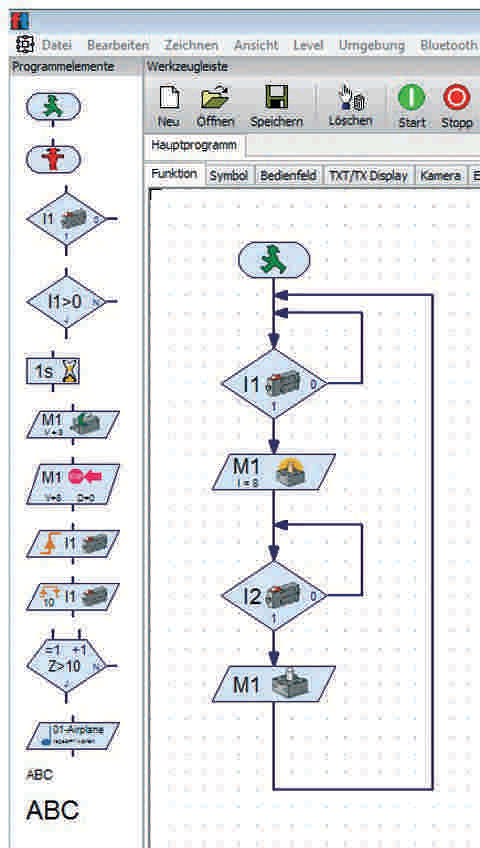 ft
Datei Bearbeiten Zeichnen Ansicht Level Umgebung Bluetooth
Programmelemente
Werkzeugleiste
Neu Öffnen Speichern Löschen Start Stopp
Hauptprogramm
Funktion Symbol Bedienfeld TXT/TX Display Kamera E
I1 0
1
I1>0 N
J
1s
M1
V=8
M1 STOP
V=8 D=0
I1
10 I1
=1 +1
Z>10 N
J
01-Airplane
ABC
ABC
I1 0
1
M1
I = 8
I2 0
1
M1